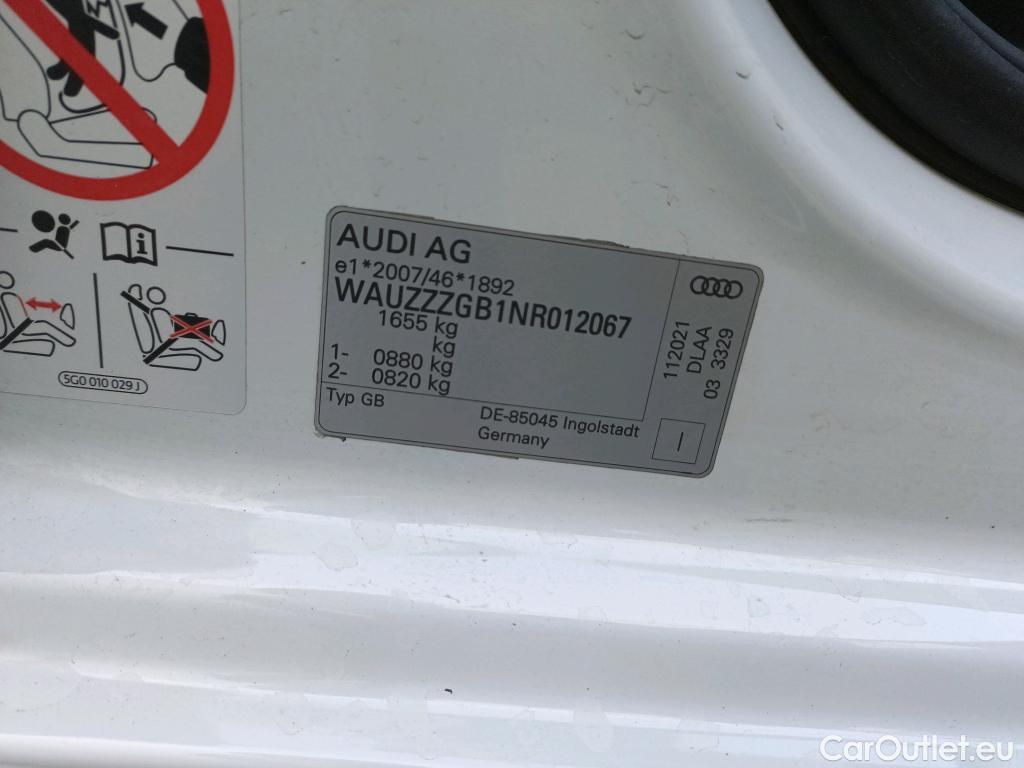 AUDI AG
e1*2007/46*1892
WAUZZZGB1NR012067
1655 kg
kg
1- 0880 kg
2- 0820 kg
Typ GB
DE-85045 Ingolstadt
Germany
112021
DLAA
03 3329
I
5G0 010 029 J
CarOutlet.eu